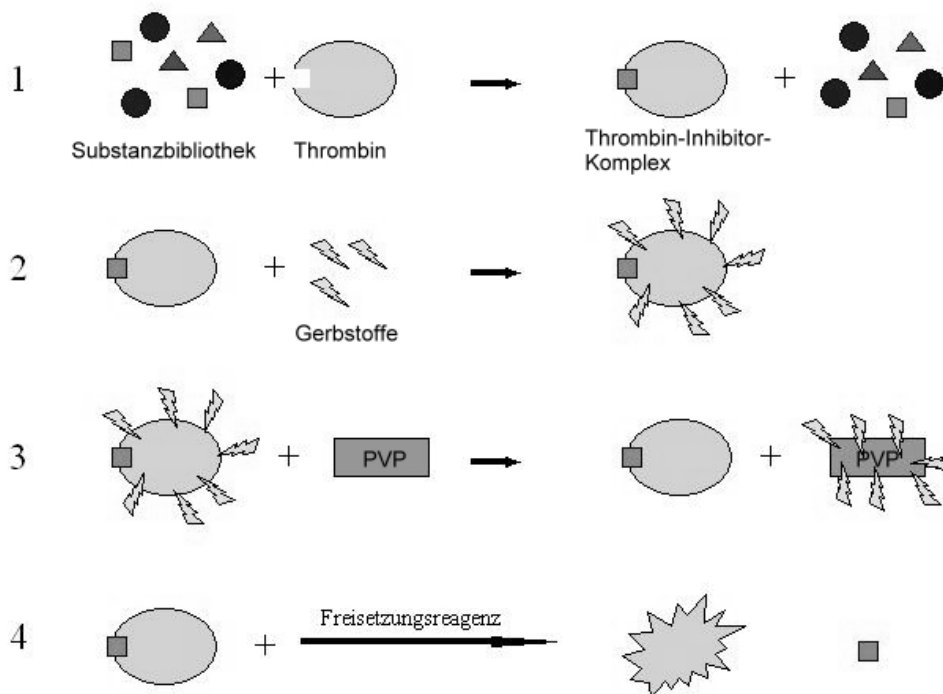 1
+
+
Substanzbibliothek
Thrombin
Thrombin-Inhibitor-
Komplex
2
+
Gerbstoffe
3
+
PVP
+
PVP
4
+
Freisetzungsreagenz